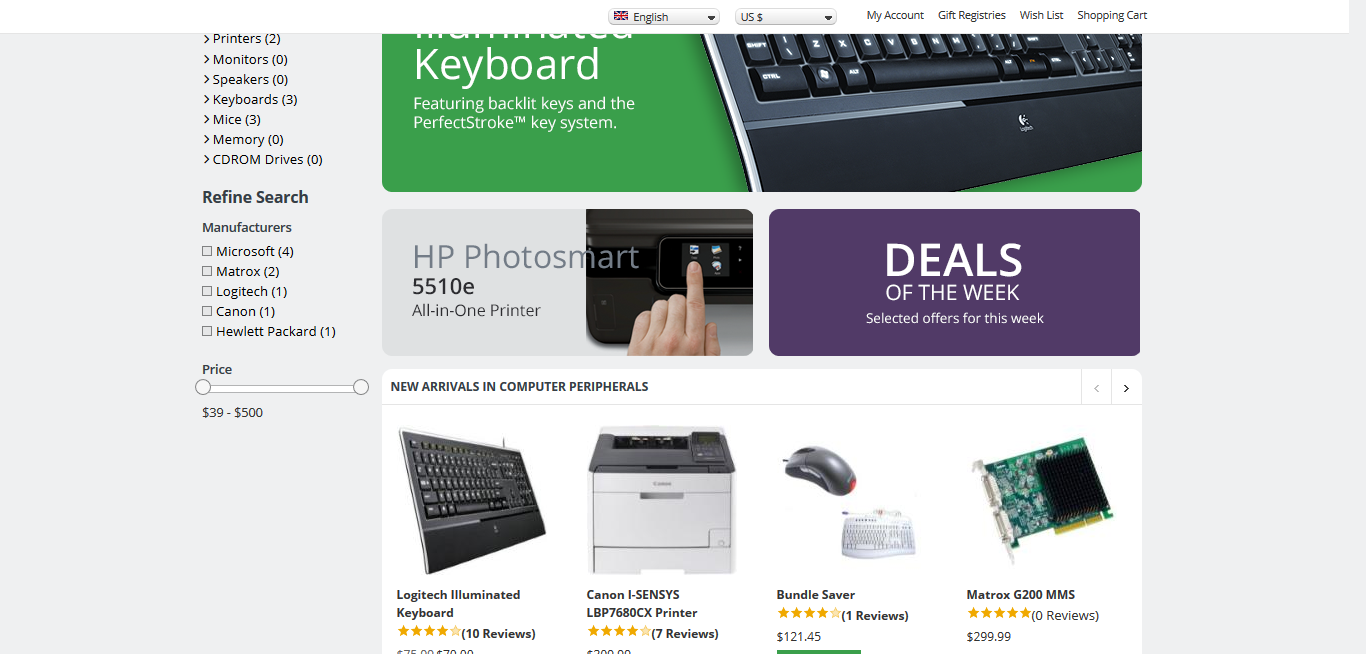 English
US $
My Account
Gift Registries
Wish List
Shopping Cart
Printers (2)
Monitors (0)
Speakers (0)
Keyboards (3)
Mice (3)
Memory (0)
CDROM Drives (0)
Refine Search
Manufacturers
Microsoft (4)
Matrox (2)
Logitech (1)
Canon (1)
Hewlett Packard (1)
Price
$39 - $500
Illuminated
Keyboard
Featuring backlit keys and the
PerfectStroke™ key system.
HP Photosmart
5510e
All-in-One Printer
DEALS
OF THE WEEK
Selected offers for this week
NEW ARRIVALS IN COMPUTER PERIPHERALS
Logitech Illuminated
Keyboard
(10 Reviews)
$75.00 $70.00
Canon I-SENSYS
LBP7680CX Printer
(7 Reviews)
Bundle Saver
(1 Reviews)
$121.45
Matrox G200 MMS
(0 Reviews)
$299.99